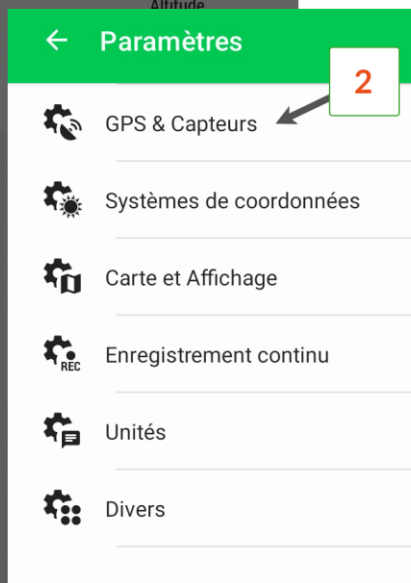 Altitude
Paramètres
2
GPS & Capteurs
Systèmes de coordonnées
Carte et Affichage
REC
Enregistrement continu
Unités
Divers